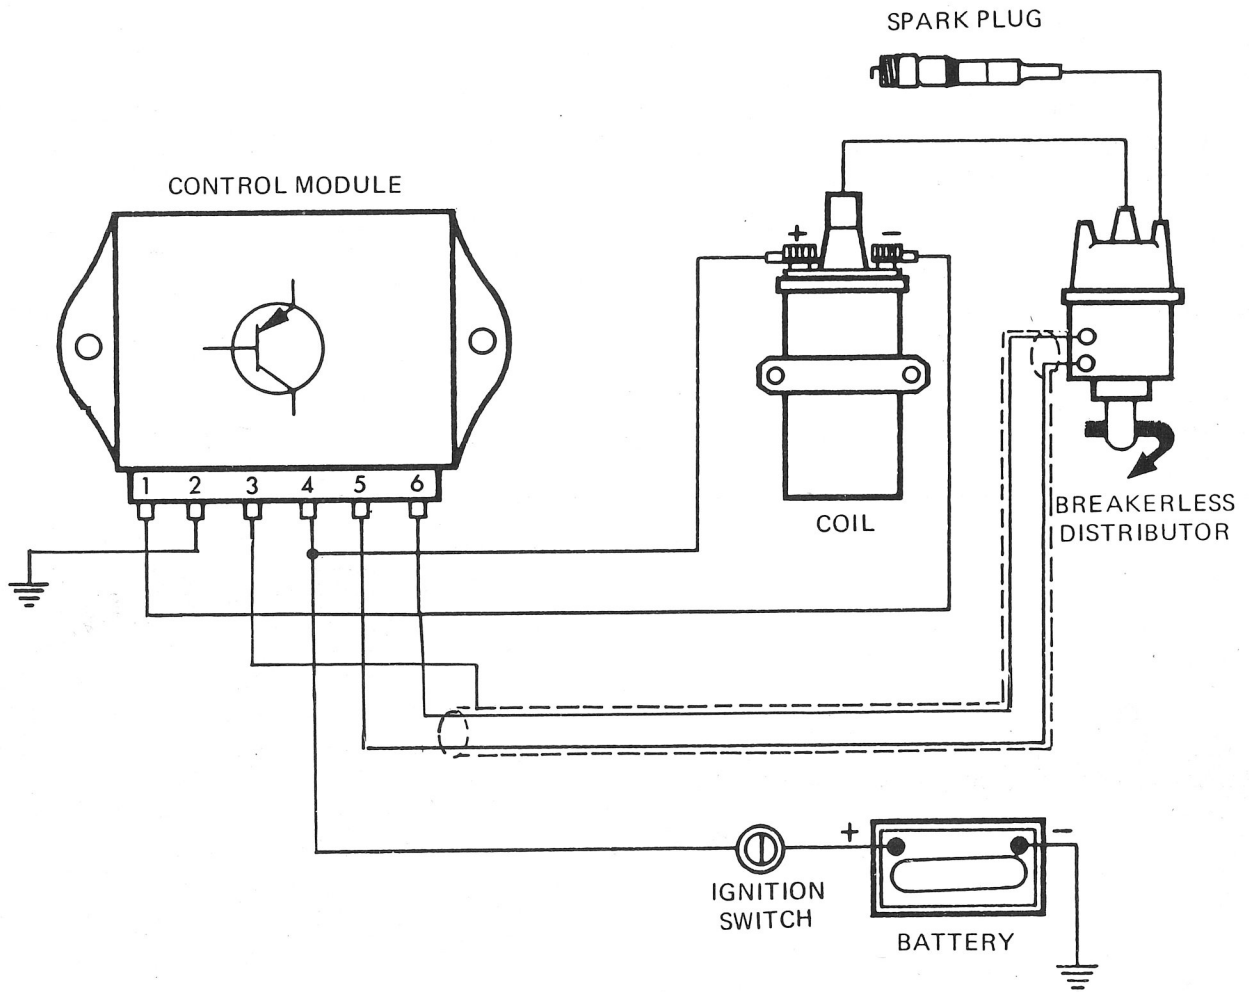 SPARK PLUG
CONTROL MODULE
+ −
1 2 3 4 5 6
COIL
BREAKERLESS
DISTRIBUTOR
+ −
IGNITION
SWITCH
BATTERY